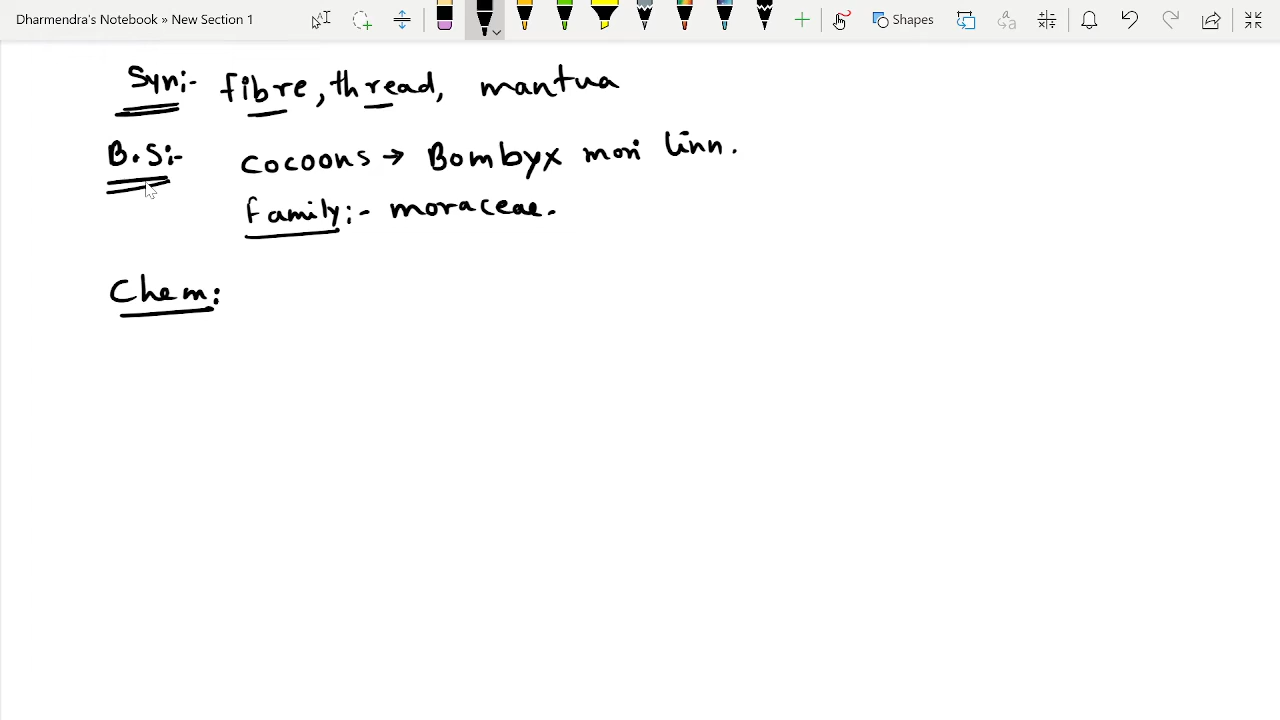 Dharmendra's Notebook » New Section 1 Shapes
Syn:- fibre, thread, mantua
B.S:- cocoons → Bombyx mori linn.
family:- moraceae.
Chem: